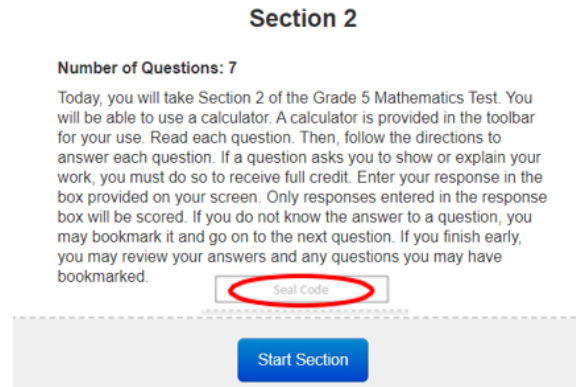 Section 2
Number of Questions: 7
Today, you will take Section 2 of the Grade 5 Mathematics Test. You
will be able to use a calculator. A calculator is provided in the toolbar
for your use. Read each question. Then, follow the directions to
answer each question. If a question asks you to show or explain your
work, you must do so to receive full credit. Enter your response in the
box provided on your screen. Only responses entered in the response
box will be scored. If you do not know the answer to a question, you
may bookmark it and go on to the next question. If you finish early,
you may review your answers and any questions you may have
bookmarked.
Seal Code
Start Section